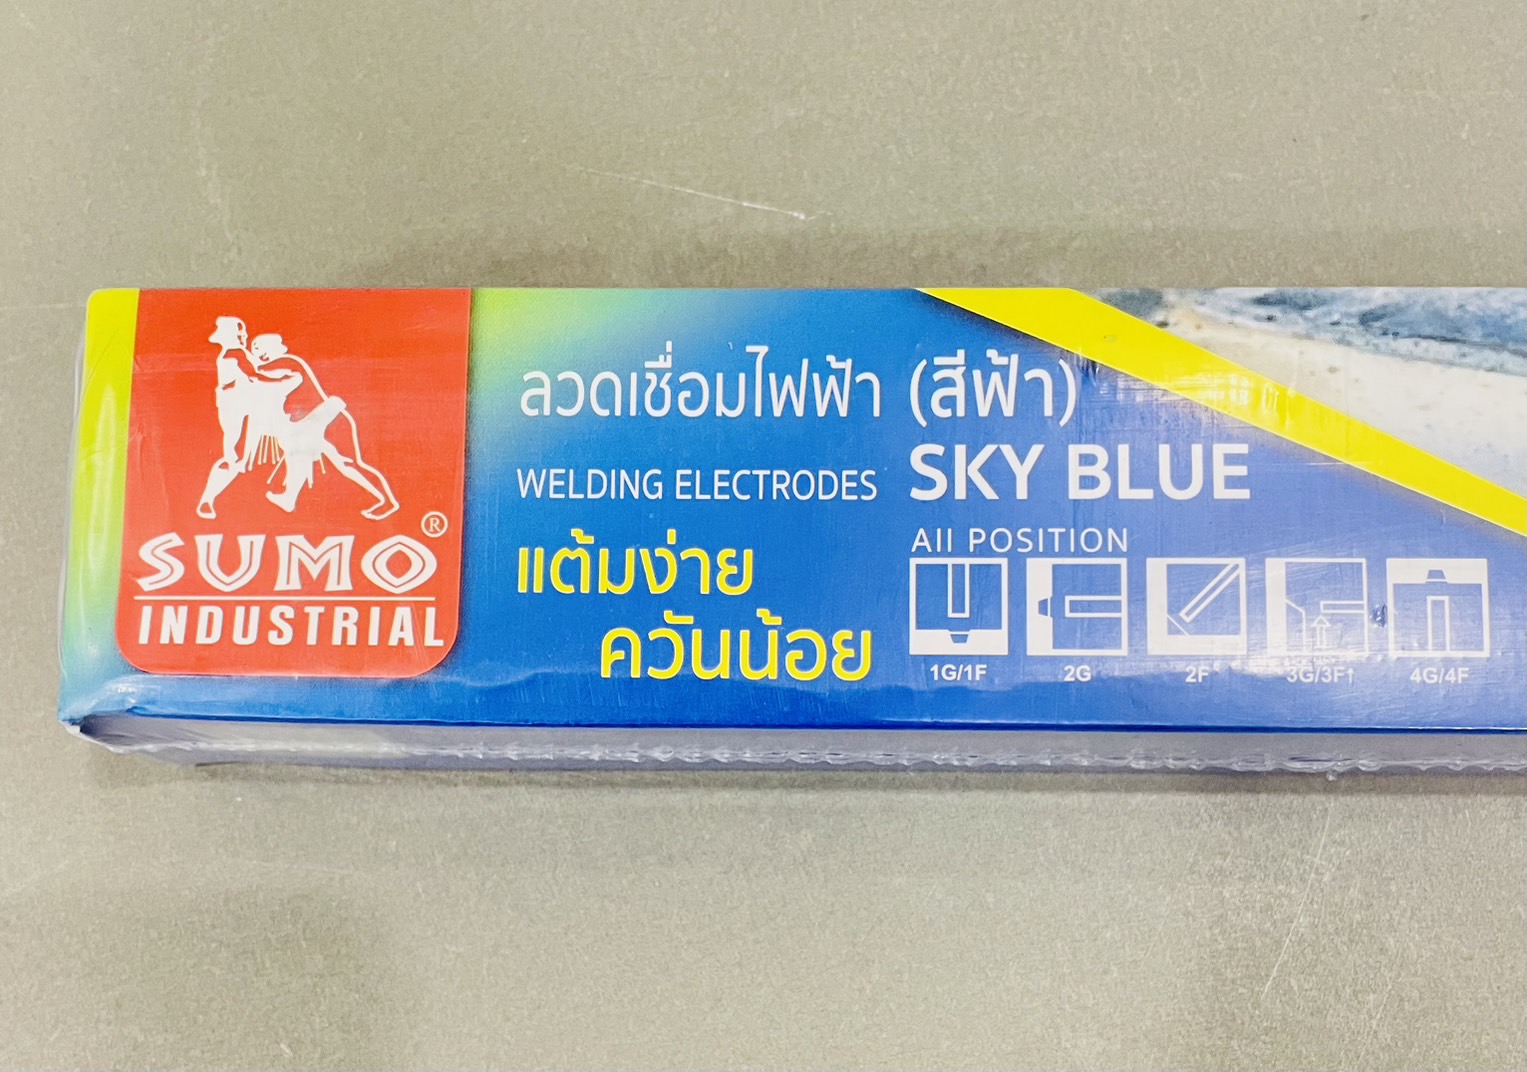 SUMO ®
INDUSTRIAL
ลวดเชื่อมไฟฟ้า (สีฟ้า)
WELDING ELECTRODES SKY BLUE
แต้มง่าย
ควันน้อย
All POSITION
1G/1F 2G 2F 3G/3F↑ 4G/4F